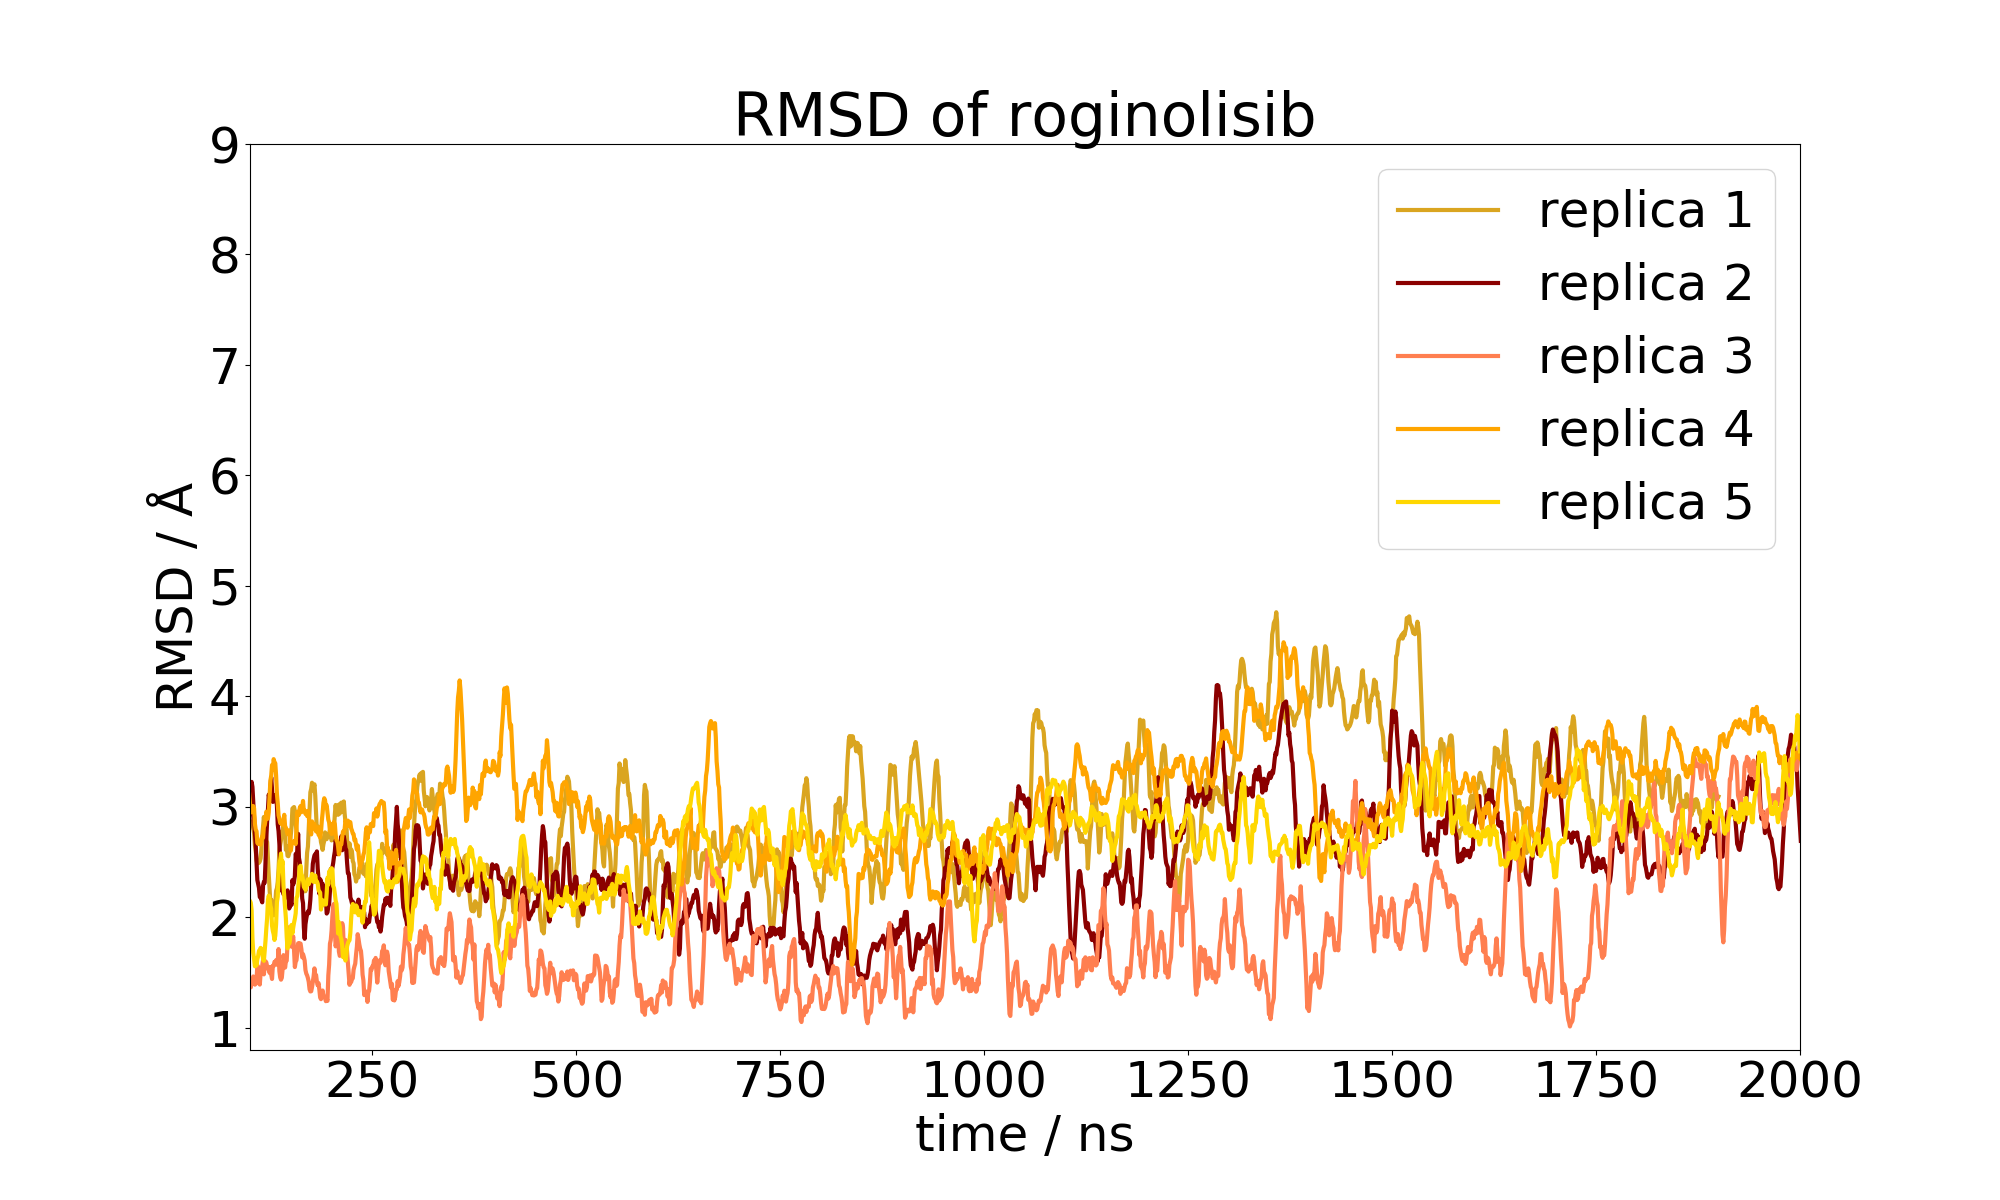 RMSD of roginolisib
9
8
7
6
5
4
3
2
1
RMSD / Å
replica 1
replica 2
replica 3
replica 4
replica 5
250 500 750 1000 1250 1500 1750 2000
time / ns